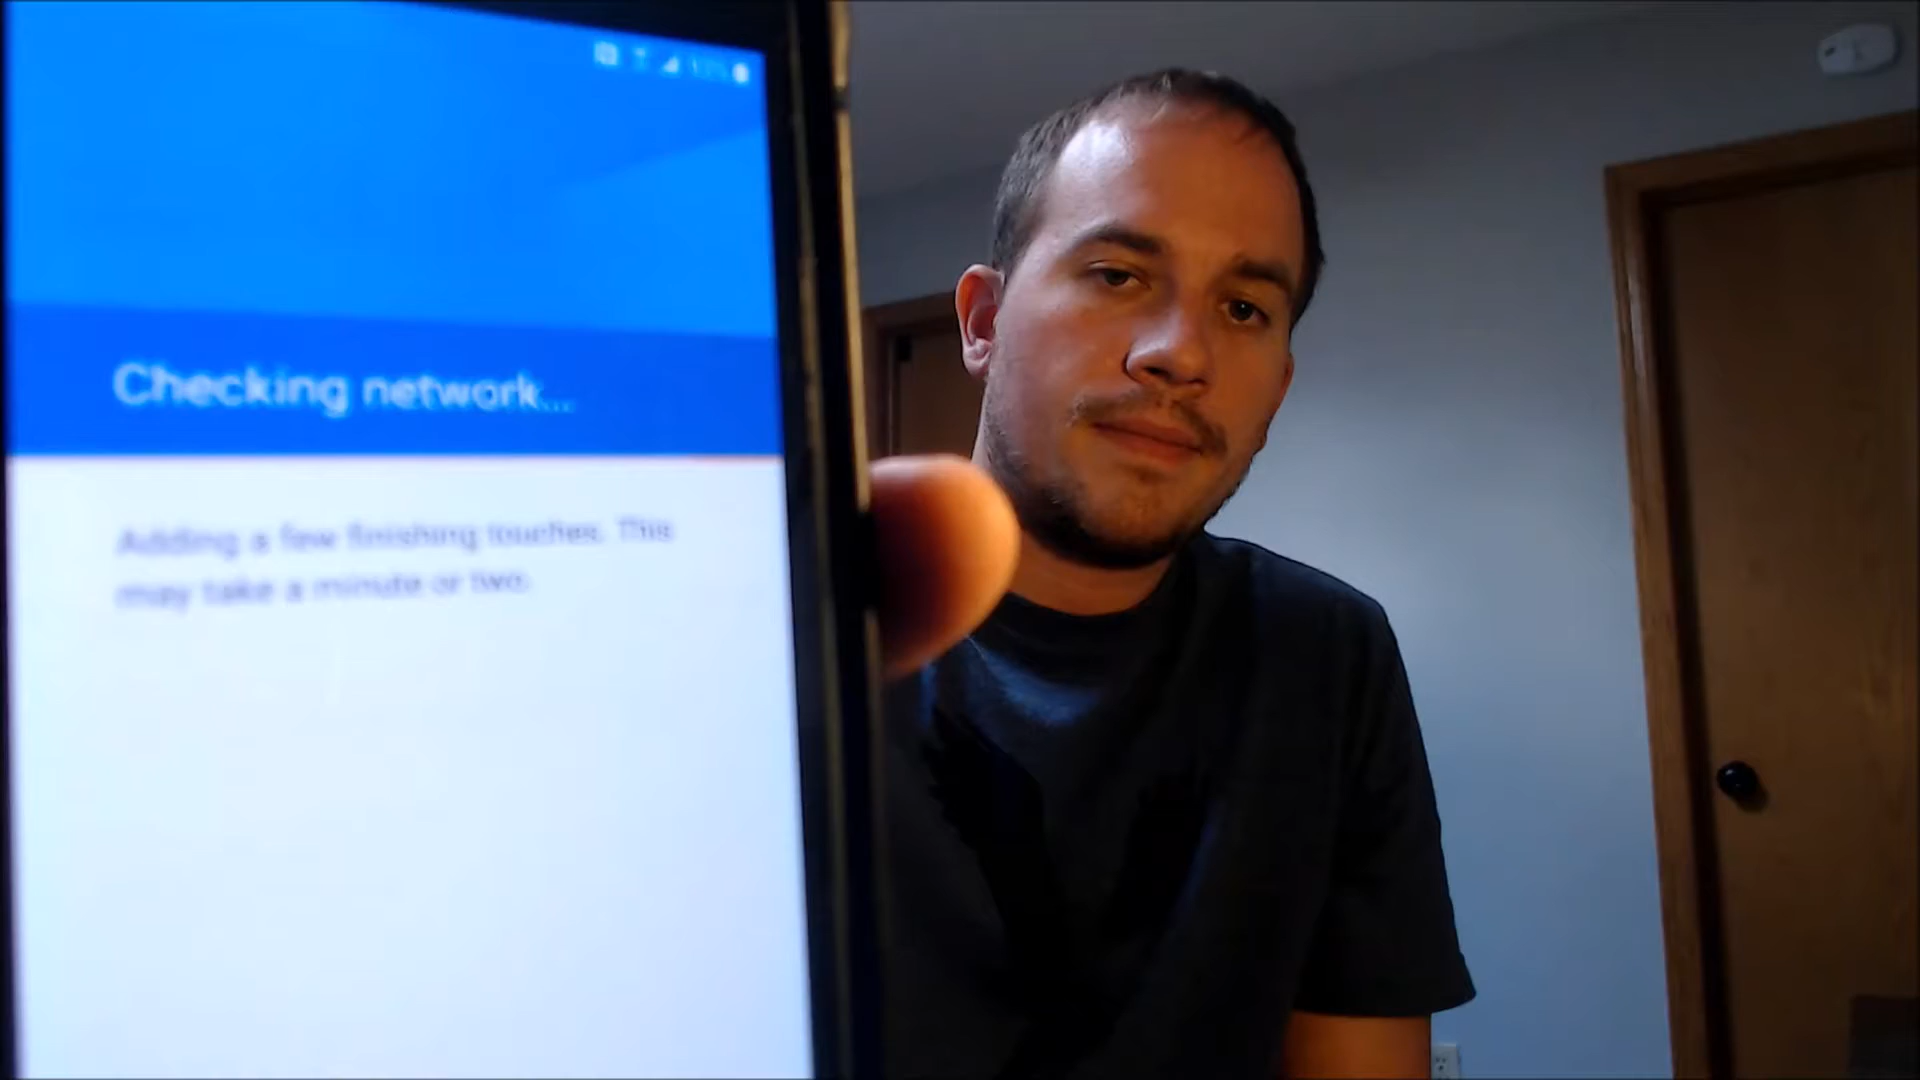 Checking network...
Adding a few finishing touches. This
may take a minute or two.